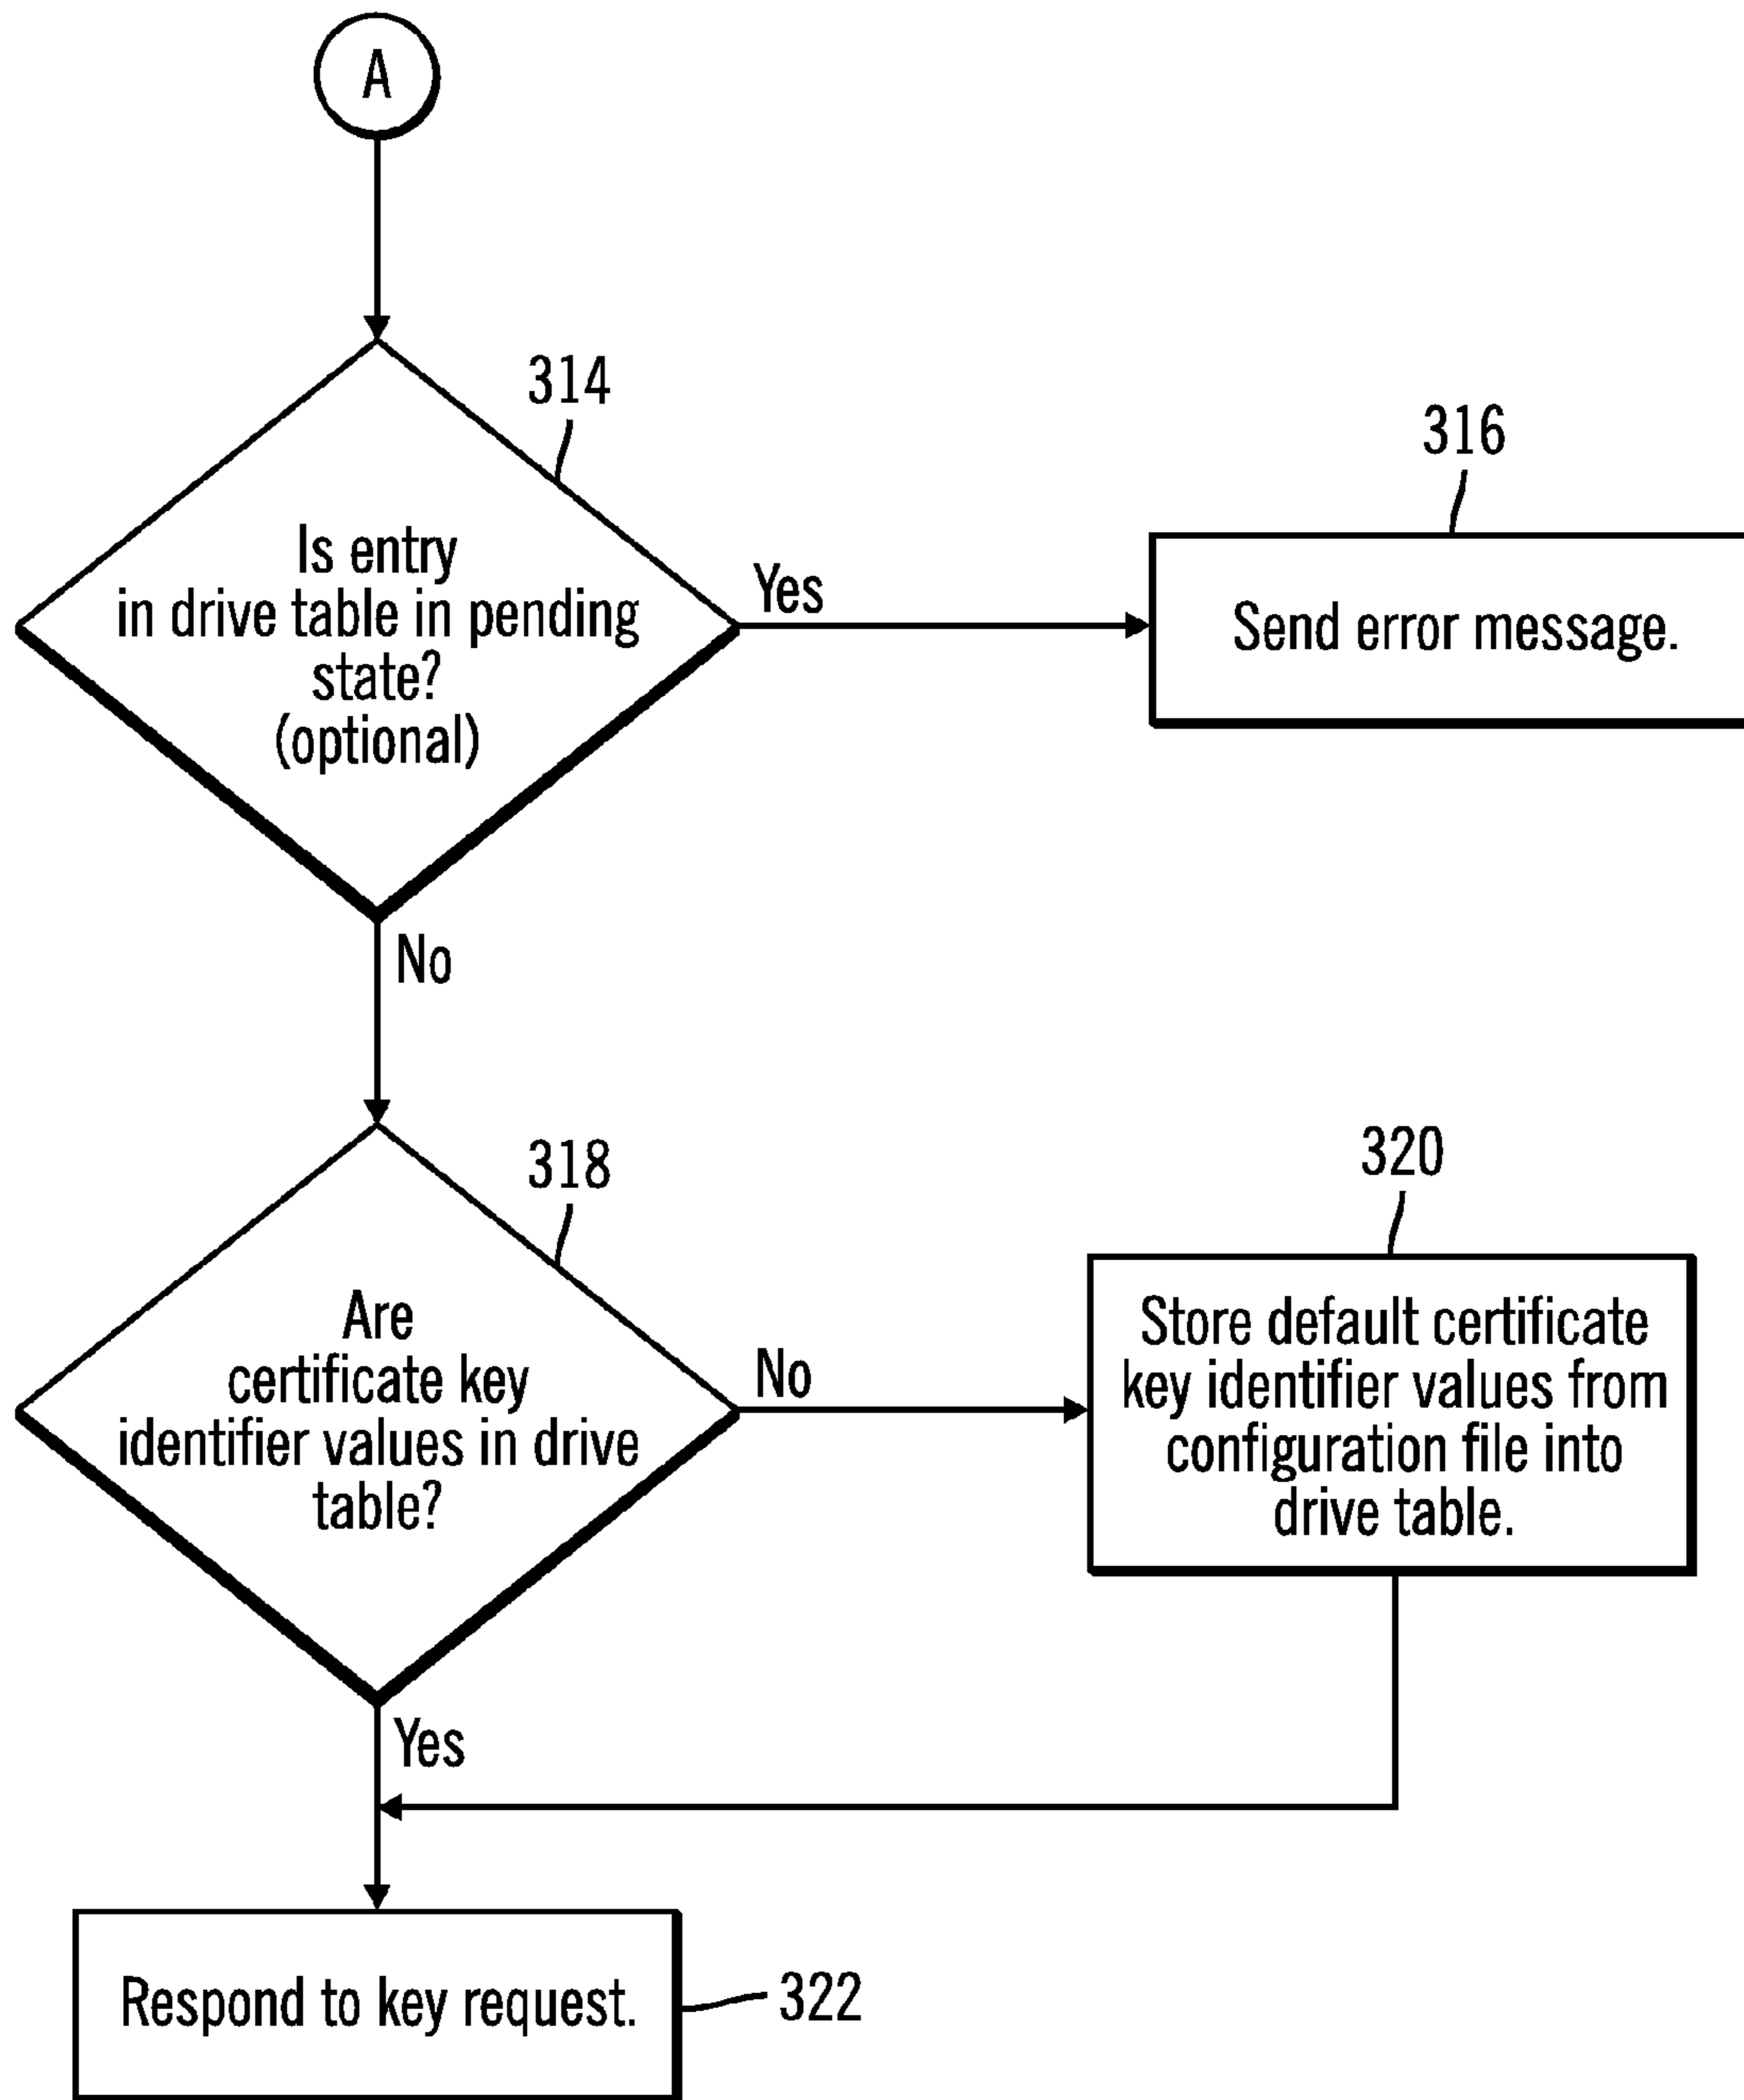 A
314
Is entry
in drive table in pending
state?
(optional)
Yes
316
Send error message.
No
318
Are
certificate key
identifier values in drive
table?
No
320
Store default certificate
key identifier values from
configuration file into
drive table.
Yes
Respond to key request.
322